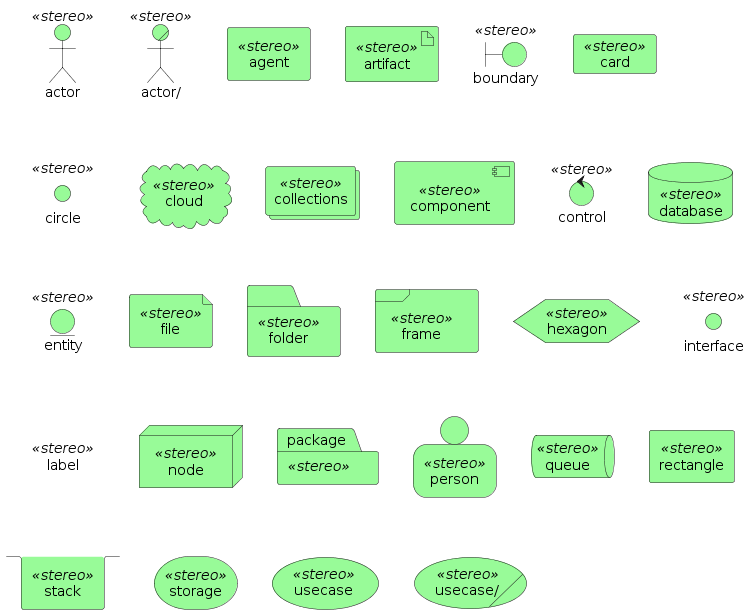 «stereo»
actor
«stereo»
actor/
«stereo»
agent
«stereo»
artifact
«stereo»
boundary
«stereo»
card
«stereo»
circle
«stereo»
cloud
«stereo»
collections
«stereo»
component
«stereo»
control
«stereo»
database
«stereo»
entity
«stereo»
file
«stereo»
folder
«stereo»
frame
«stereo»
hexagon
«stereo»
interface
«stereo»
label
«stereo»
node
package
«stereo»
«stereo»
person
«stereo»
queue
«stereo»
rectangle
«stereo»
stack
«stereo»
storage
«stereo»
usecase
«stereo»
usecase/